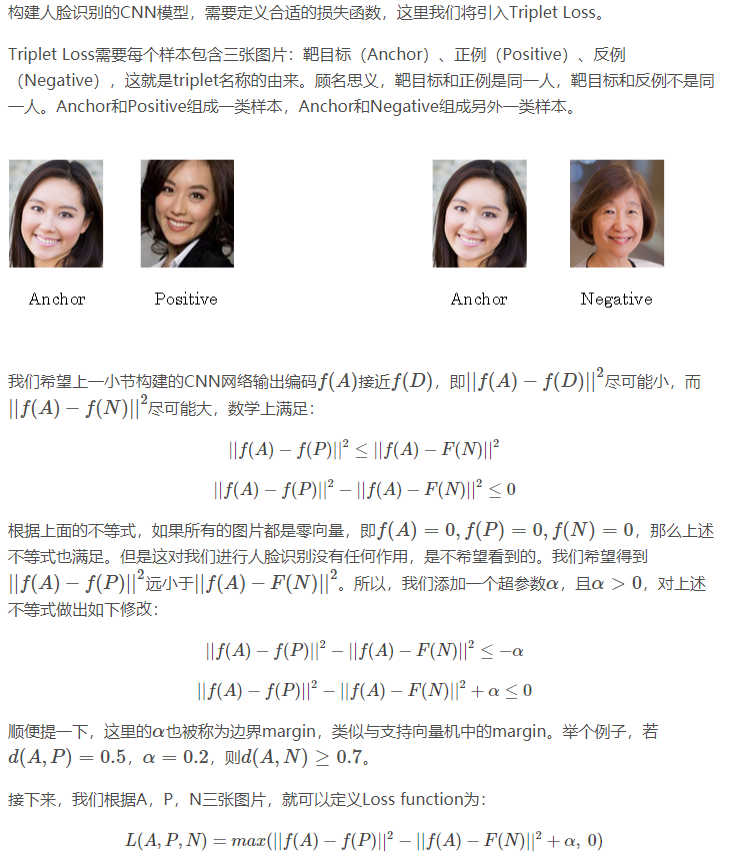 构建人脸识别的CNN模型，需要定义合适的损失函数，这里我们将引入Triplet Loss。
Triplet Loss需要每个样本包含三张图片：靶目标（Anchor）、正例（Positive）、反例
（Negative），这就是triplet名称的由来。顾名思义，靶目标和正例是同一人，靶目标和反例不是同
一人。Anchor和Positive组成一类样本，Anchor和Negative组成另外一类样本。
Anchor Positive Anchor Negative
我们希望上一小节构建的CNN网络输出编码f(A)接近f(D)，即||f(A) − f(D)||²尽可能小，而
||f(A) − f(N)||²尽可能大，数学上满足：
||f(A) − f(P)||² ≤ ||f(A) − F(N)||²
||f(A) − f(P)||² − ||f(A) − F(N)||² ≤ 0
根据上面的不等式，如果所有的图片都是零向量，即f(A) = 0, f(P) = 0, f(N) = 0，那么上述
不等式也满足。但是这对我们进行人脸识别没有任何作用，是不希望看到的。我们希望得到
||f(A) − f(P)||²远小于||f(A) − F(N)||²。所以，我们添加一个超参数α，且α > 0，对上述
不等式做出如下修改：
||f(A) − f(P)||² − ||f(A) − F(N)||² ≤ −α
||f(A) − f(P)||² − ||f(A) − F(N)||² + α ≤ 0
顺便提一下，这里的α也被称为边界margin，类似与支持向量机中的margin。举个例子，若
d(A, P) = 0.5，α = 0.2，则d(A, N) ≥ 0.7。
接下来，我们根据A，P，N三张图片，就可以定义Loss function为：
L(A, P, N) = max(||f(A) − f(P)||² − ||f(A) − F(N)||² + α, 0)